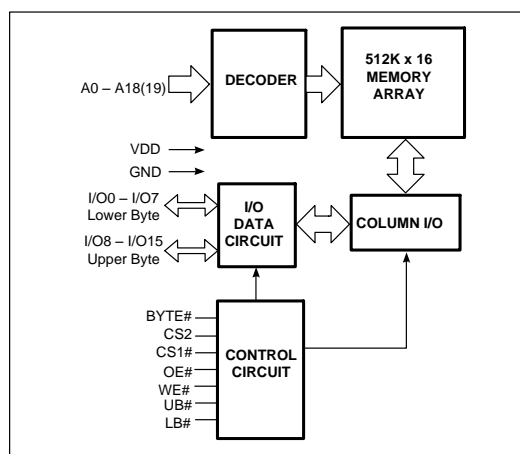 A0 – A18(19)
DECODER
512K x 16
MEMORY
ARRAY
VDD
GND
I/O0 – I/O7
Lower Byte
I/O8 – I/O15
Upper Byte
I/O
DATA
CIRCUIT
COLUMN I/O
BYTE#
CS2
CS1#
OE#
WE#
UB#
LB#
CONTROL
CIRCUIT